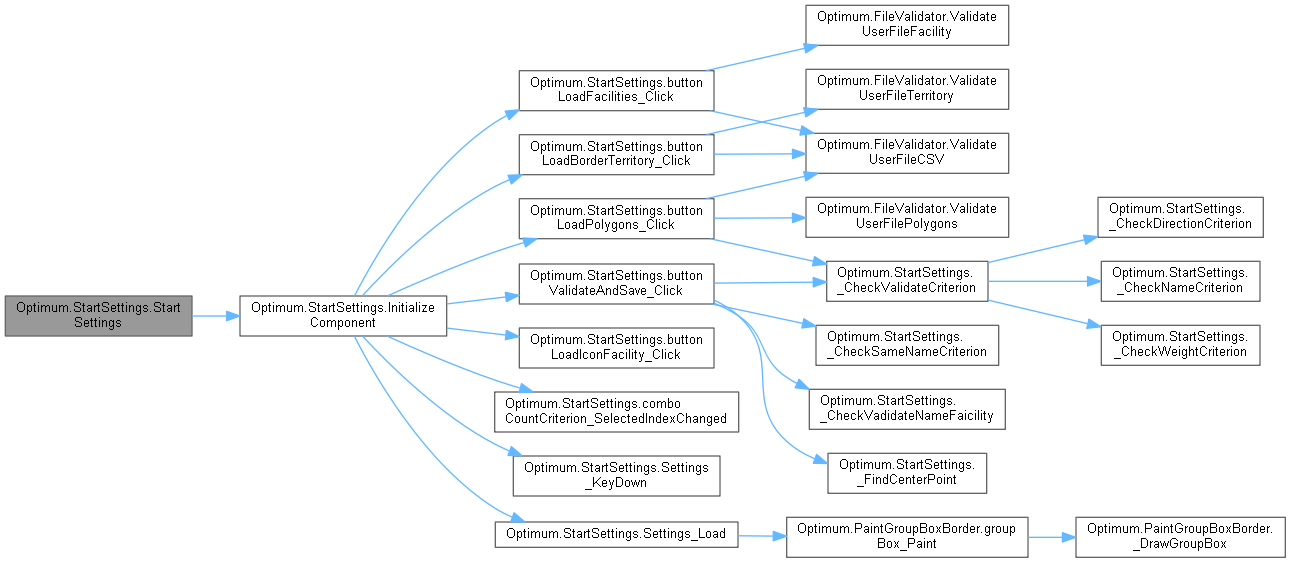 Optimum.StartSettings.Start
Settings
Optimum.StartSettings.Initialize
Component
Optimum.StartSettings.button
LoadFacilities_Click
Optimum.StartSettings.button
LoadBorderTerritory_Click
Optimum.StartSettings.button
LoadPolygons_Click
Optimum.StartSettings.button
ValidateAndSave_Click
Optimum.StartSettings.button
LoadIconFacility_Click
Optimum.StartSettings.combo
CountCriterion_SelectedIndexChanged
Optimum.StartSettings.Settings
_KeyDown
Optimum.StartSettings.Settings_Load
Optimum.FileValidator.Validate
UserFileFacility
Optimum.FileValidator.Validate
UserFileTerritory
Optimum.FileValidator.Validate
UserFileCSV
Optimum.FileValidator.Validate
UserFilePolygons
Optimum.StartSettings.
_CheckValidateCriterion
Optimum.StartSettings.
_CheckSameNameCriterion
Optimum.StartSettings.
_CheckVadidateNameFaicility
Optimum.StartSettings.
_FindCenterPoint
Optimum.PaintGroupBoxBorder.group
Box_Paint
Optimum.StartSettings.
_CheckDirectionCriterion
Optimum.StartSettings.
_CheckNameCriterion
Optimum.StartSettings.
_CheckWeightCriterion
Optimum.PaintGroupBoxBorder.
_DrawGroupBox